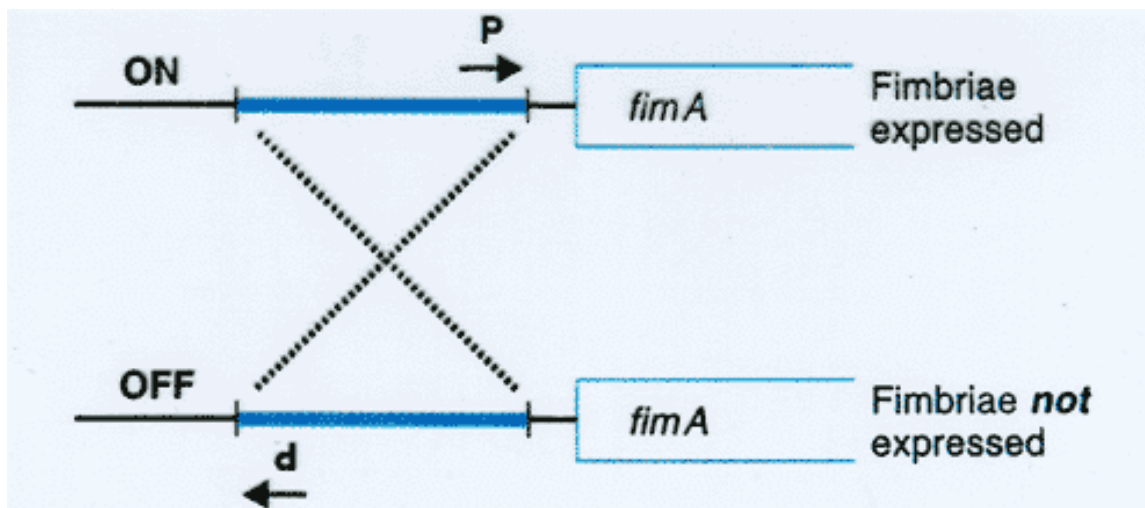 P
ON
fimA
Fimbriae
expressed
OFF
fimA
Fimbriae not
expressed
d